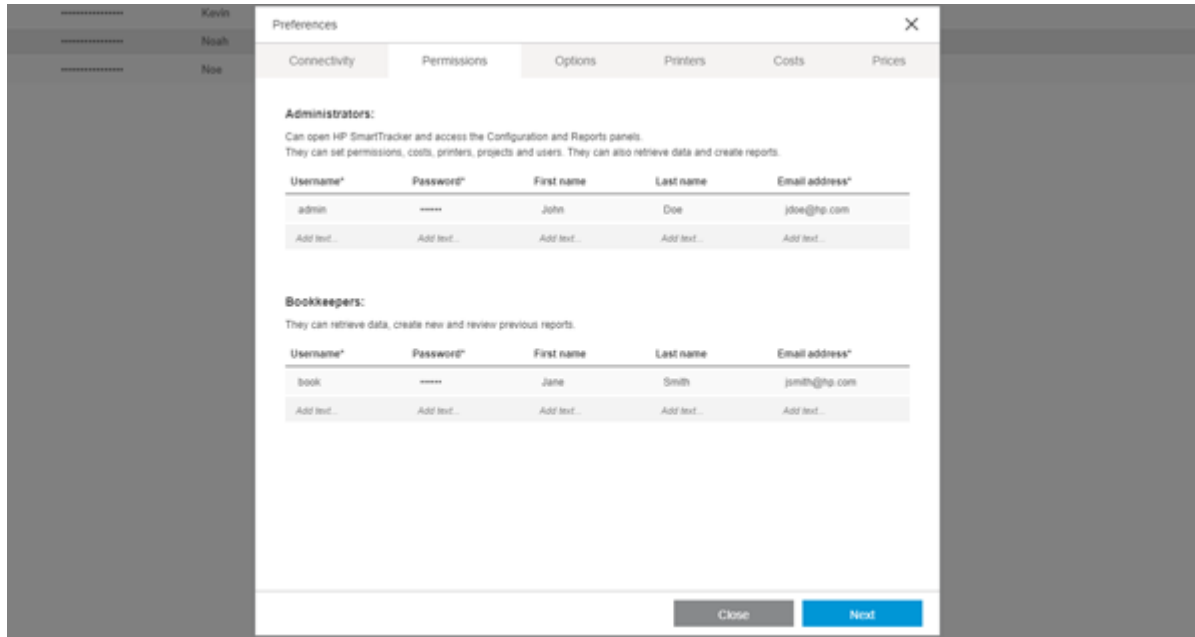 Kevin
Noah
Noe
Preferences
Connectivity Permissions Options Printers Costs Prices
Administrators:
Can open HP SmartTracker and access the Configuration and Reports panels.
They can set permissions, costs, printers, projects and users. They can also retrieve data and create reports.
Username* Password* First name Last name Email address*
admin •••••• John Doe jdoe@hp.com
Add text... Add text... Add text... Add text... Add text...
Bookkeepers:
They can retrieve data, create new and review previous reports.
Username* Password* First name Last name Email address*
book •••••• Jane Smith jsmith@hp.com
Add text... Add text... Add text... Add text... Add text...
Close Next